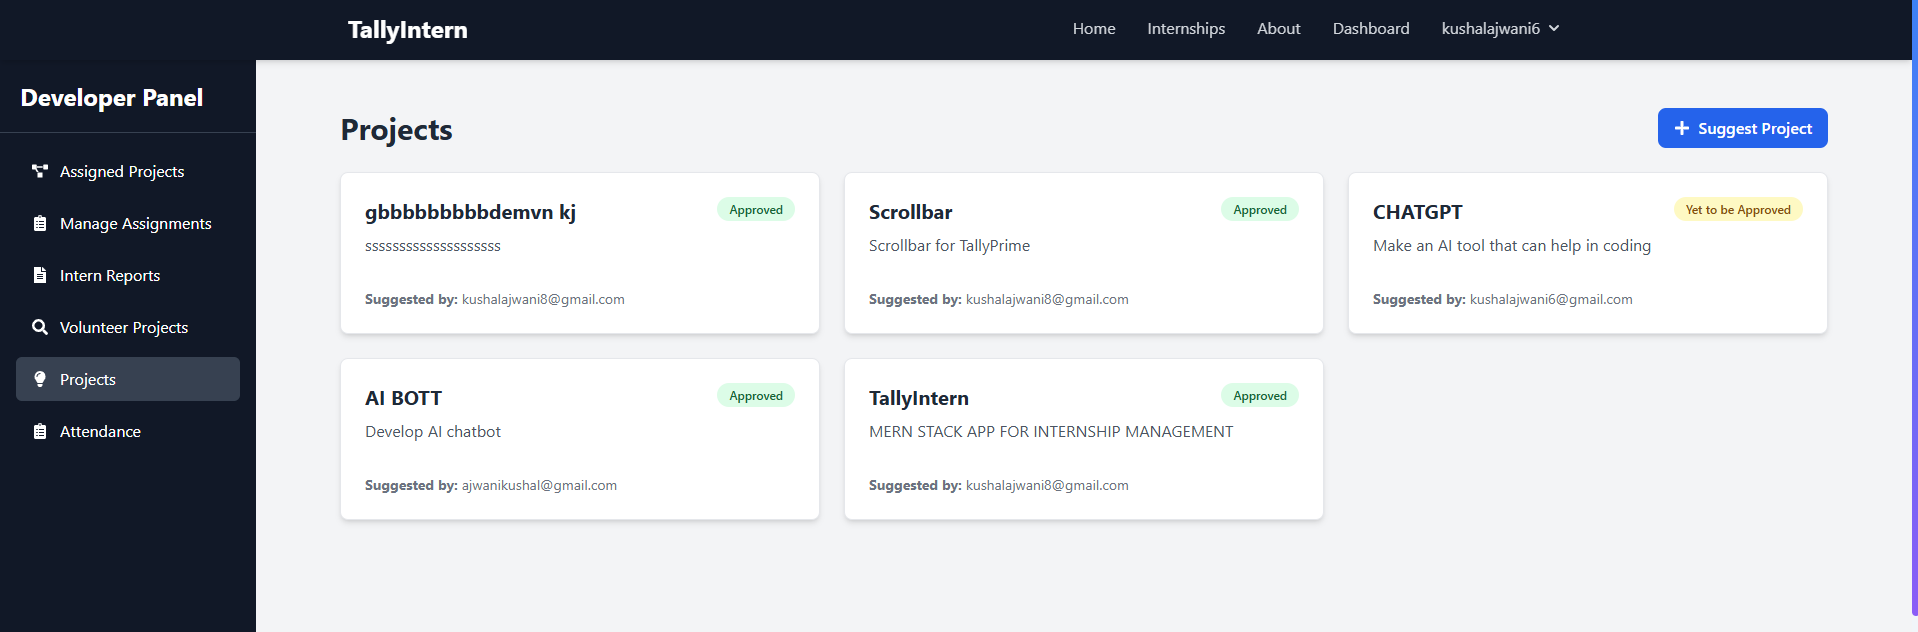 TallyIntern
Home
Internships
About
Dashboard
kushalajwani6
Developer Panel
Assigned Projects
Manage Assignments
Intern Reports
Volunteer Projects
Projects
Attendance
Projects
Suggest Project
gbbbbbbbbbdemvn kj
Approved
ssssssssssssssssssss
Suggested by: kushalajwani8@gmail.com
Scrollbar
Approved
Scrollbar for TallyPrime
Suggested by: kushalajwani8@gmail.com
CHATGPT
Yet to be Approved
Make an AI tool that can help in coding
Suggested by: kushalajwani6@gmail.com
AI BOTT
Approved
Develop AI chatbot
Suggested by: ajwanikushal@gmail.com
TallyIntern
Approved
MERN STACK APP FOR INTERNSHIP MANAGEMENT
Suggested by: kushalajwani8@gmail.com